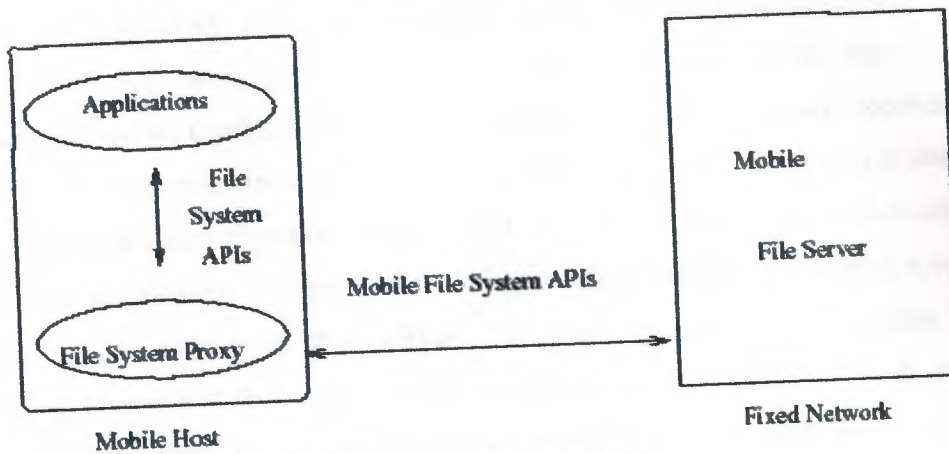 Applications
File
System
APIs
File System Proxy
Mobile Host
Mobile File System APIs
Mobile
File Server
Fixed Network